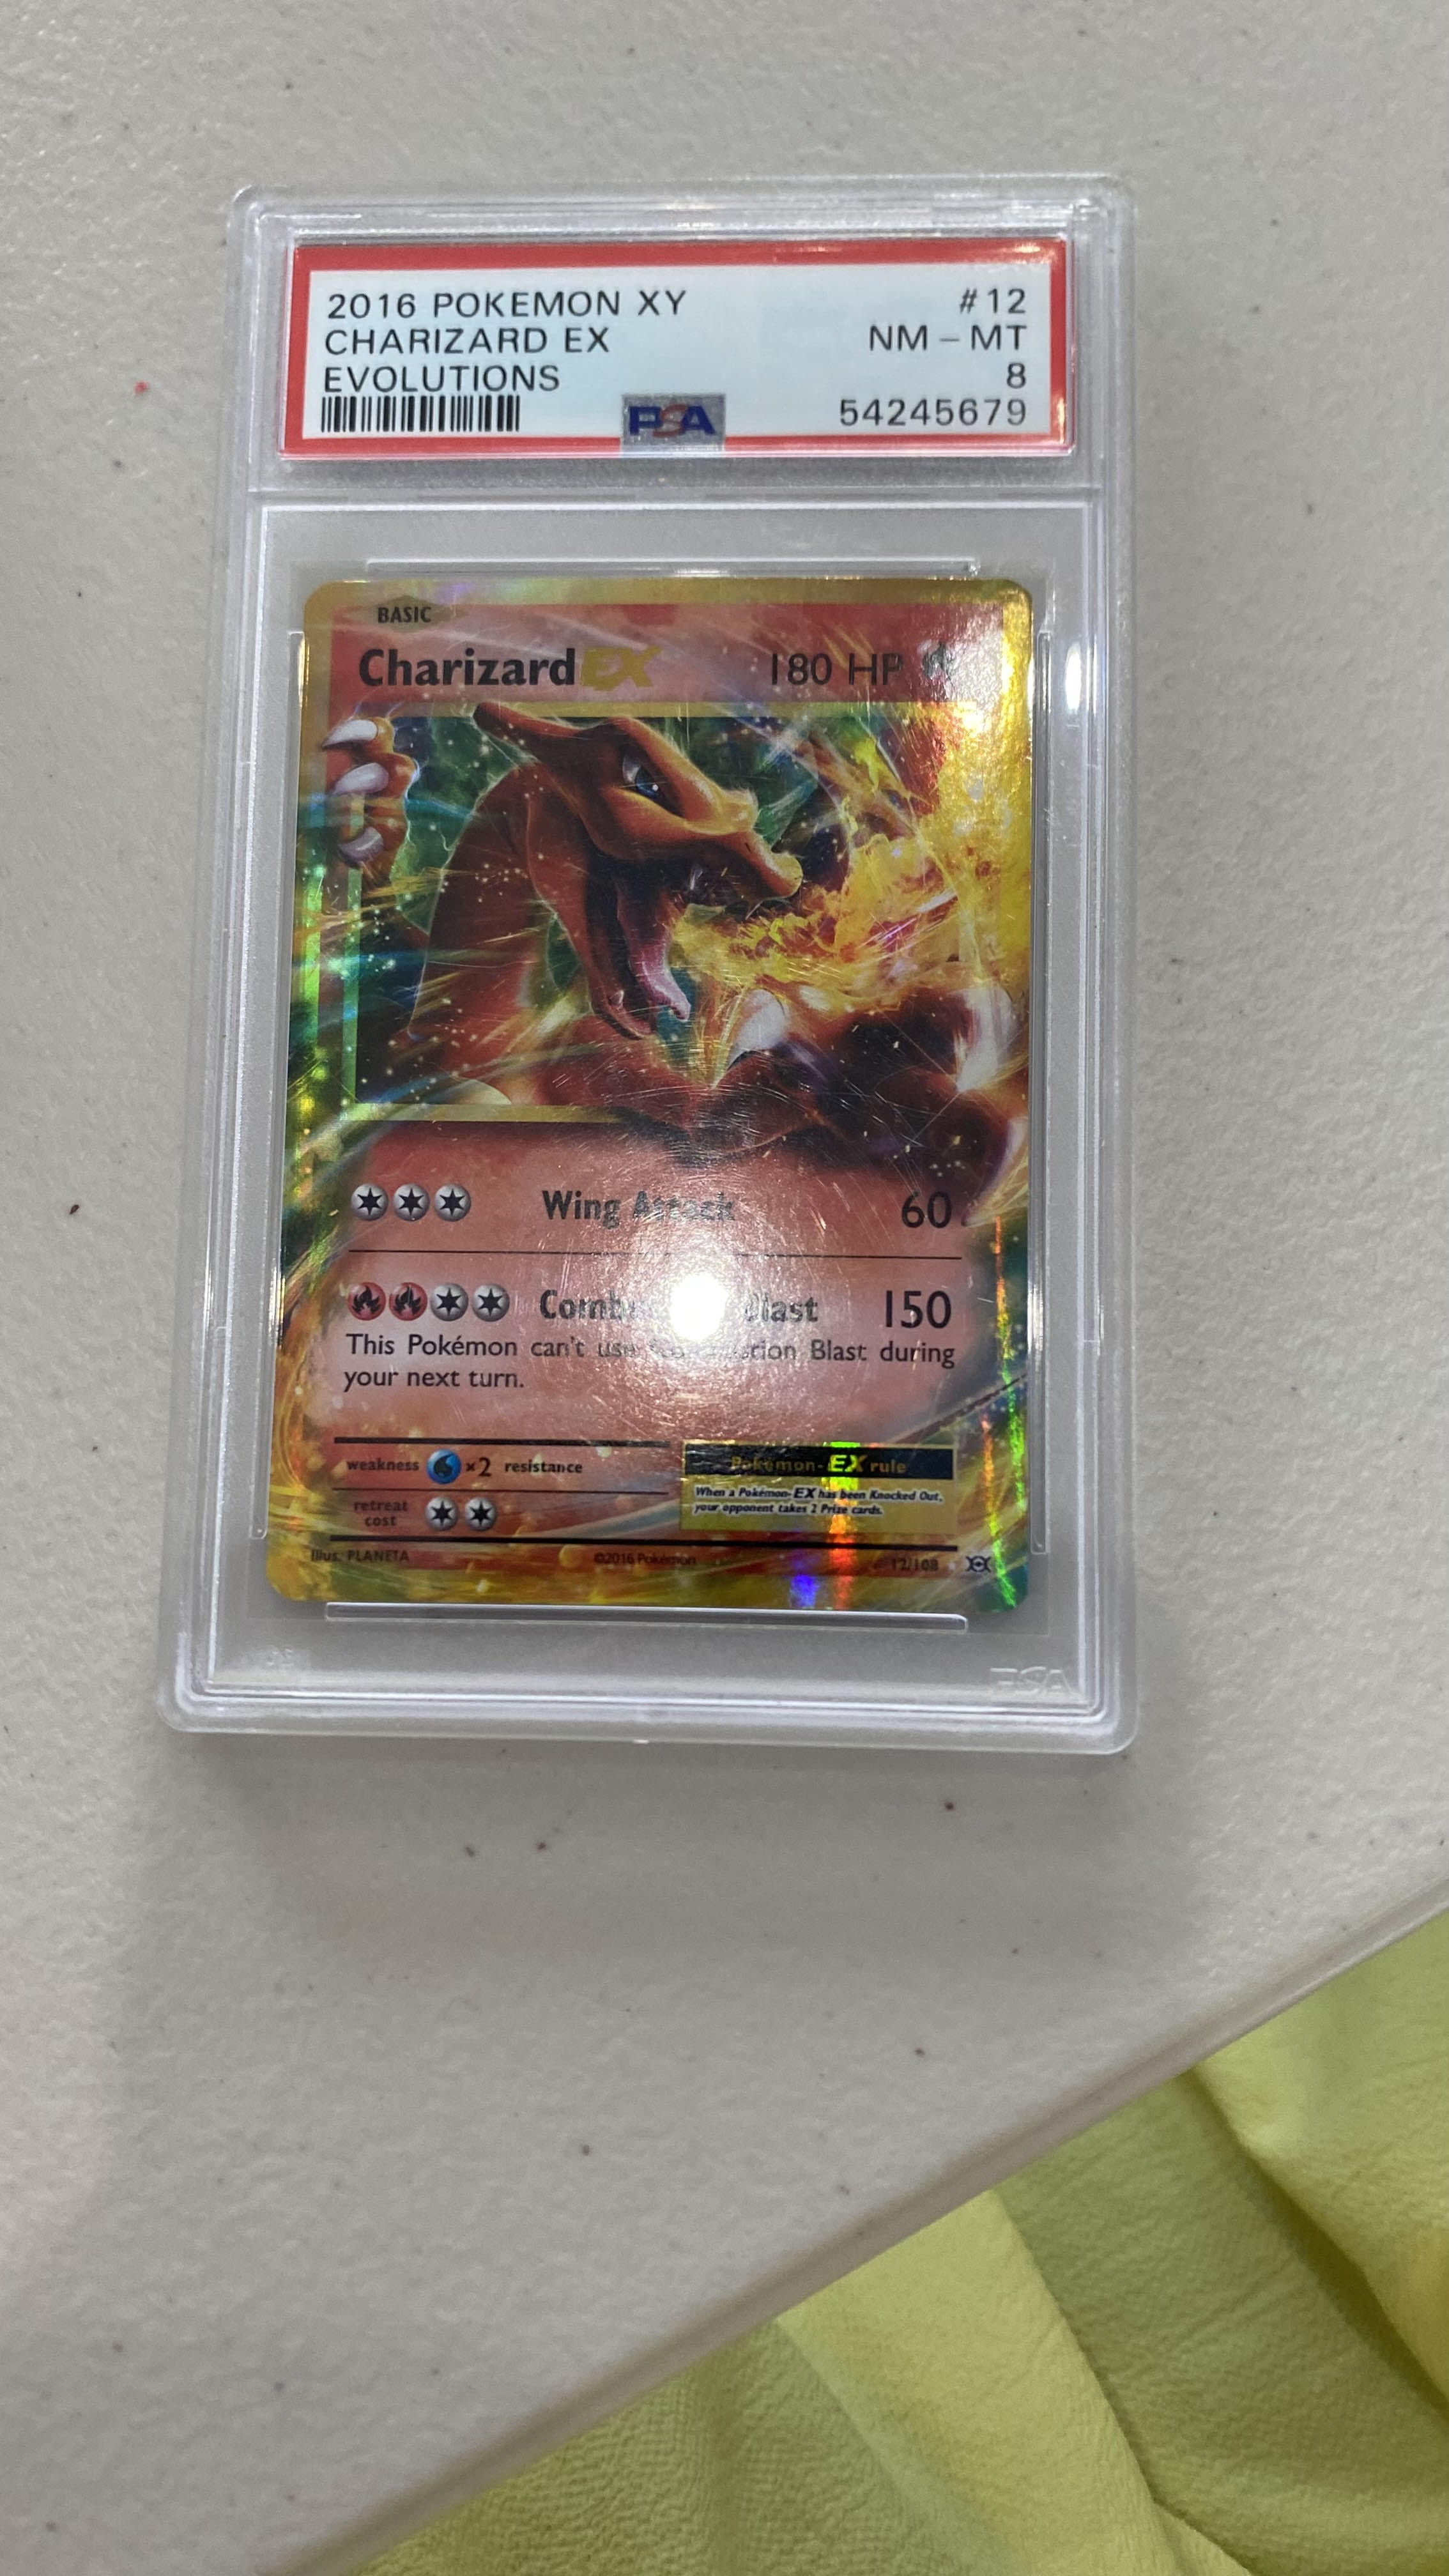 2016 POKEMON XY #12
CHARIZARD EX NM - MT
EVOLUTIONS 8
PSA 54245679
BASIC
Charizard EX 180 HP
Wing Attack 60
Blast 150
This Pokémon can't use Blast during
your next turn.
weakness ×2 resistance
retreat
cost
Pokémon-EX rule
When a Pokémon-EX has been Knocked Out,
your opponent takes 2 Prize cards.
Illus. PLANETA ©2016 Pokémon 12/108
PSA